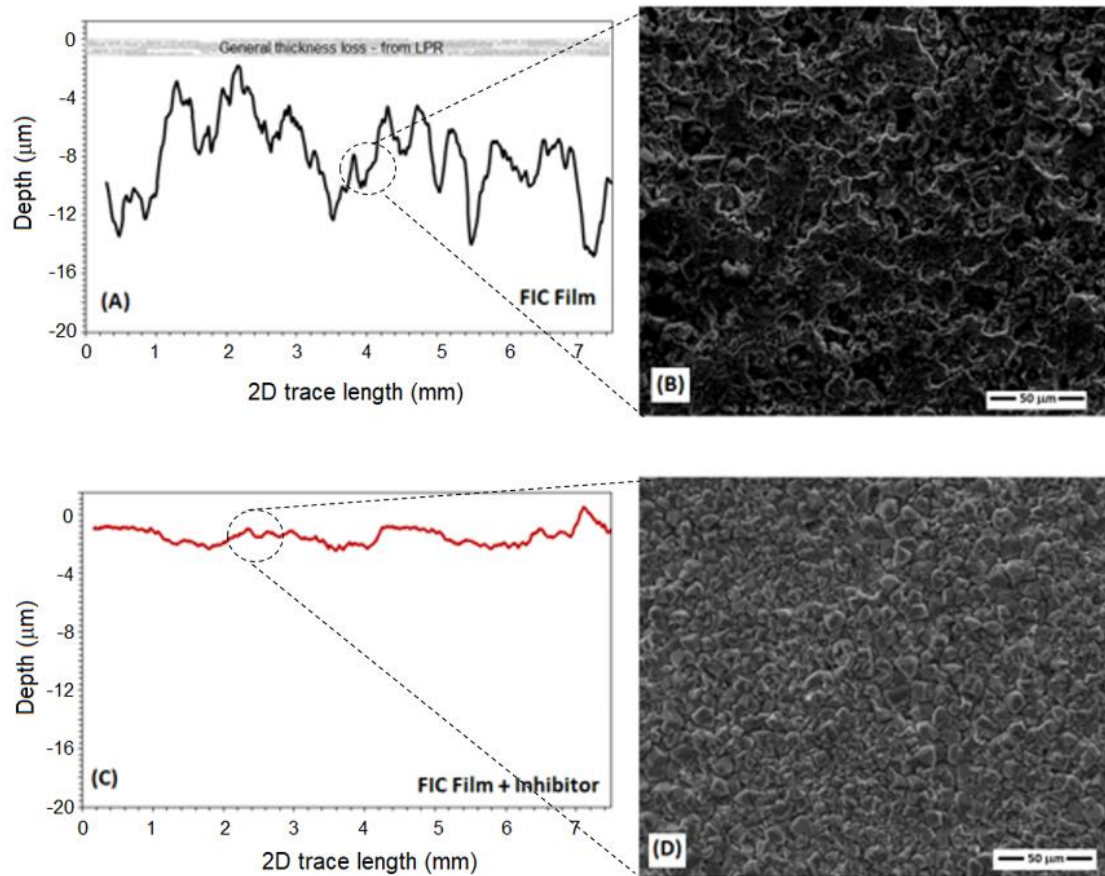 0
General thickness loss - from LPR
-4
-8
-12
-16
-20
Depth (μm)
(A)
FIC Film
0 1 2 3 4 5 6 7
2D trace length (mm)
(B)
50 μm
0
-4
-8
-12
-16
-20
Depth (μm)
(C)
FIC Film + Inhibitor
0 1 2 3 4 5 6 7
2D trace length (mm)
(D)
50 μm